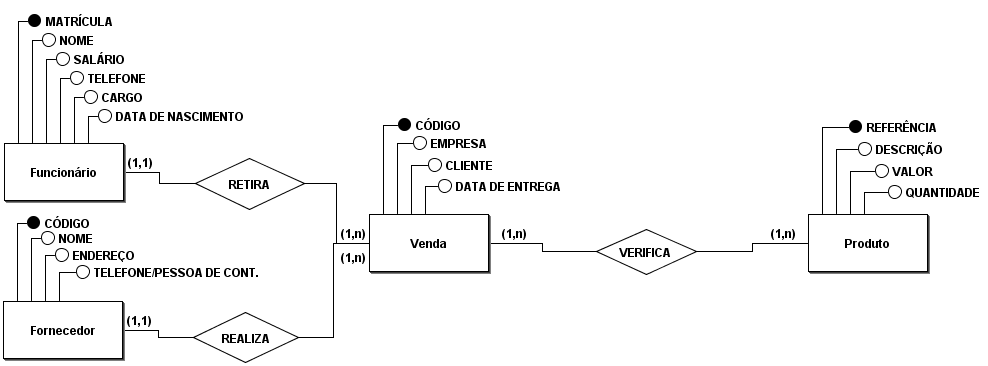 MATRÍCULA
NOME
SALÁRIO
TELEFONE
CARGO
DATA DE NASCIMENTO
Funcionário
(1,1)
RETIRA
CÓDIGO
NOME
ENDEREÇO
TELEFONE/PESSOA DE CONT.
Fornecedor
(1,1)
REALIZA
CÓDIGO
EMPRESA
CLIENTE
DATA DE ENTREGA
(1,n)
(1,n)
Venda
(1,n)
VERIFICA
(1,n)
REFERÊNCIA
DESCRIÇÃO
VALOR
QUANTIDADE
Produto